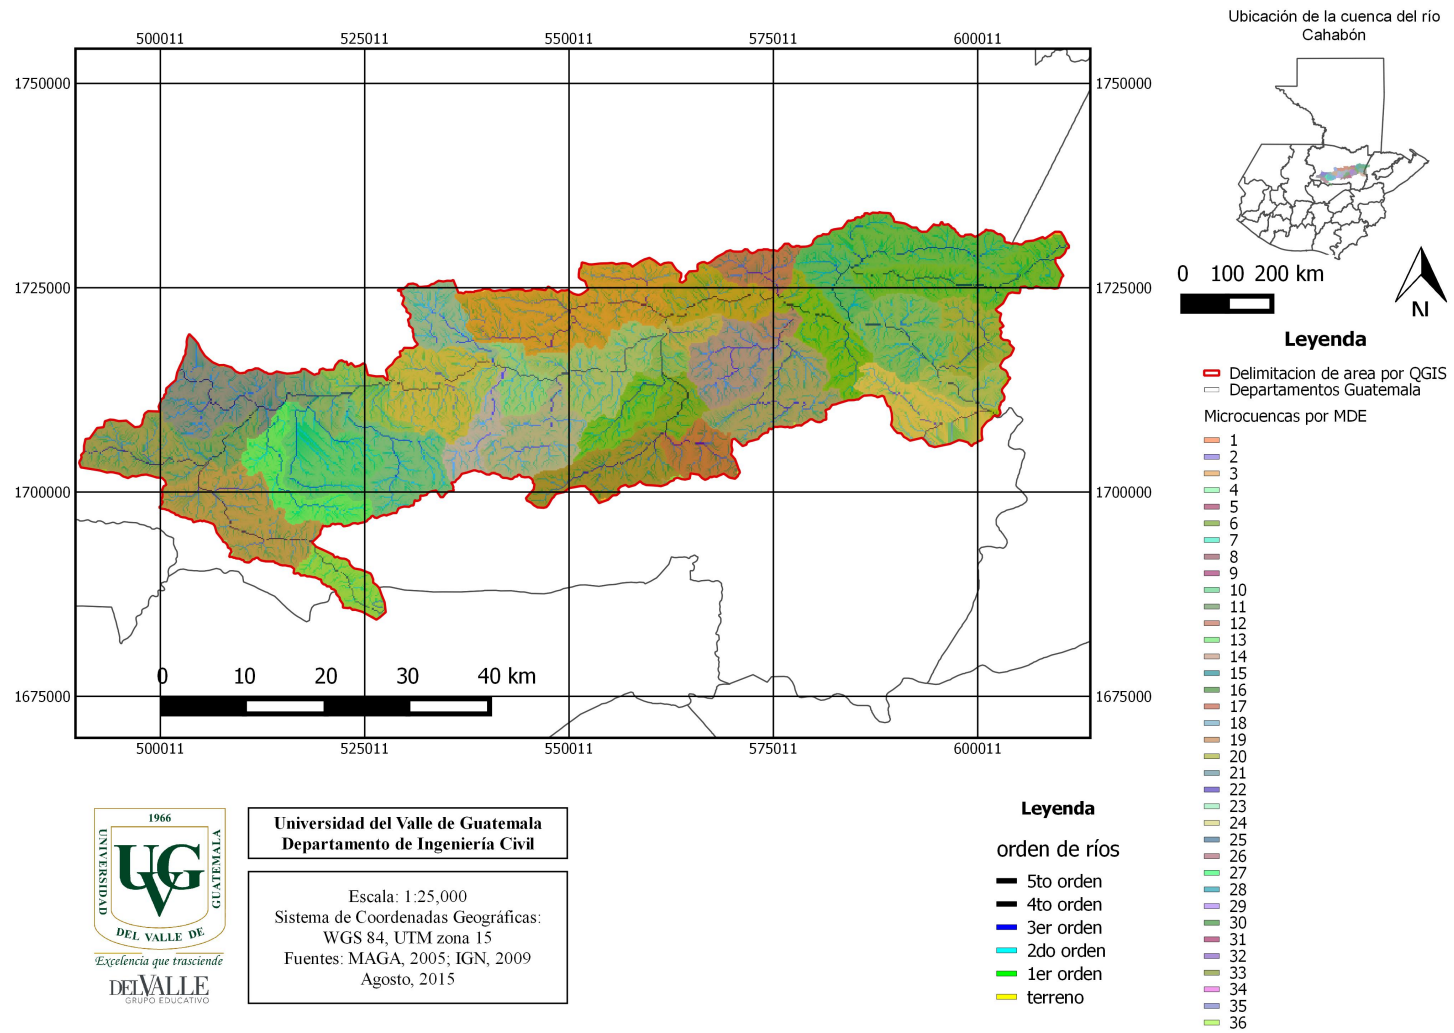 Ubicación de la cuenca del río
Cahabón
500011
525011
550011
575011
600011
1750000
1750000
1725000
1725000
1700000
1700000
1675000
1675000
0 10 20 30 40 km
500011
525011
550011
575011
600011
0 100 200 km
N
Leyenda
Delimitacion de area por QGIS
Departamentos Guatemala
Microcuencas por MDE
1
2
3
4
5
6
7
8
9
10
11
12
13
14
15
16
17
18
19
20
21
22
23
24
25
26
27
28
29
30
31
32
33
34
35
36
1966
UNIVERSIDAD
UVG
GUATEMALA
DEL VALLE DE
Excelencia que trasciende
DEL VALLE
GRUPO EDUCATIVO
Universidad del Valle de Guatemala
Departamento de Ingeniería Civil
Escala: 1:25,000
Sistema de Coordenadas Geográficas:
WGS 84, UTM zona 15
Fuentes: MAGA, 2005; IGN, 2009
Agosto, 2015
Leyenda
orden de ríos
5to orden
4to orden
3er orden
2do orden
1er orden
terreno